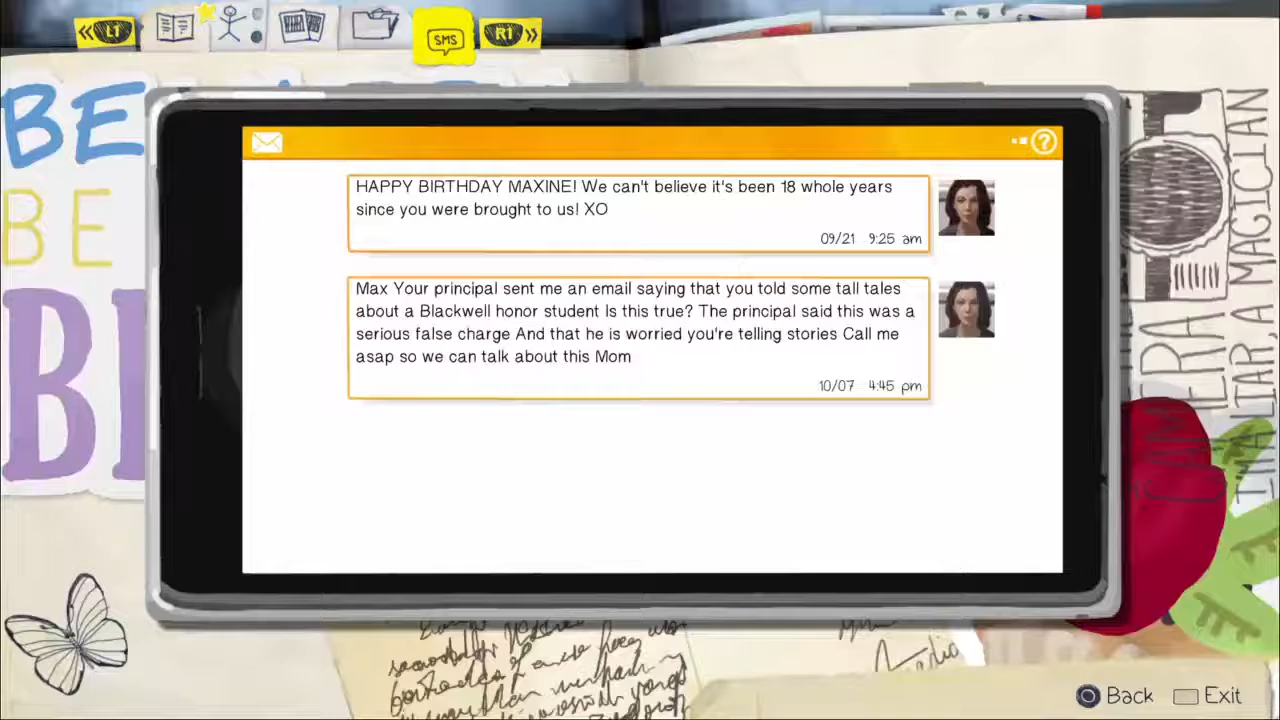 L1
SMS
R1
BE
BE
HAPPY BIRTHDAY MAXINE! We can't believe it's been 18 whole years
since you were brought to us! XO
09/21 9:25 am
Max Your principal sent me an email saying that you told some tall tales
about a Blackwell honor student Is this true? The principal said this was a
serious false charge And that he is worried you're telling stories Call me
asap so we can talk about this Mom
10/07 4:45 pm
?
I'M A LIAR, A MAGICIAN
Back
Exit